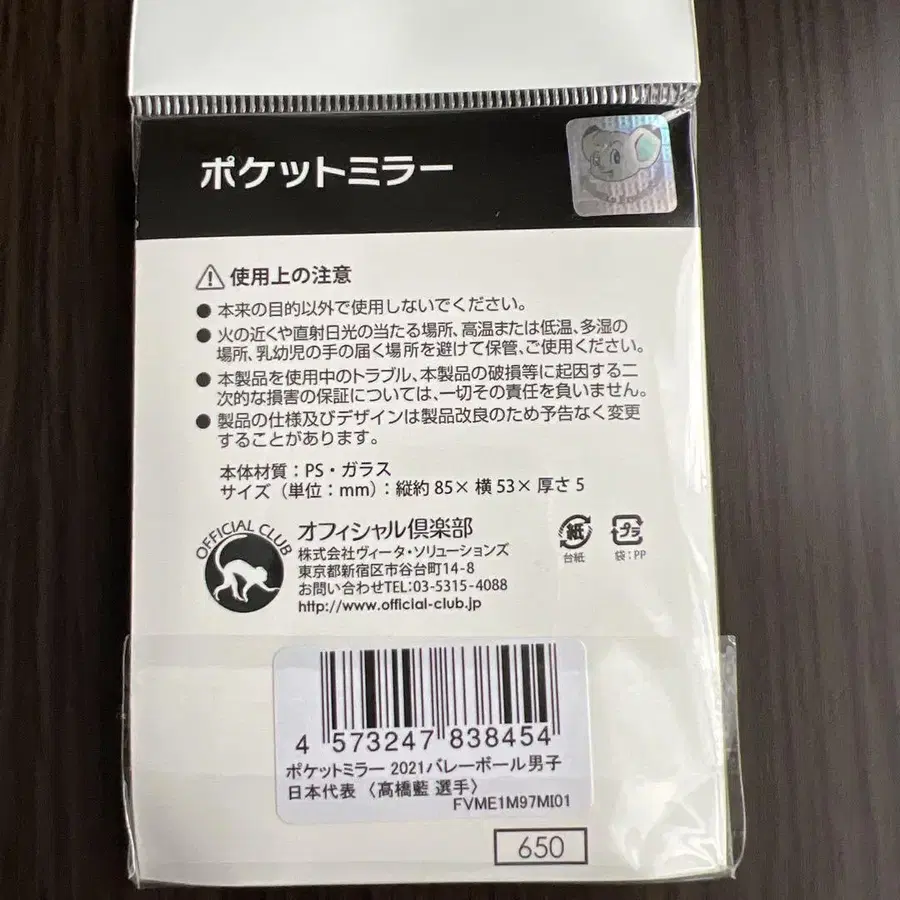 ポケットミラー
使用上の注意
● 本来の目的以外で使用しないでください。
● 火の近くや直射日光の当たる場所、高温または低温、多湿の
場所、乳幼児の手の届く場所を避けて保管、ご使用ください。
● 本製品を使用中のトラブル、本製品の破損等に起因する二
次的な損害の保証については、一切その責任を負いません。
● 製品の仕様及びデザインは製品改良のため予告なく変更
することがあります。
本体材質：PS・ガラス
サイズ（単位：mm）：縦約 85× 横 53× 厚さ 5
OFFICIAL CLUB
オフィシャル倶楽部
株式会社ヴィータ・ソリューションズ
東京都新宿区市谷台町14-8
お問い合わせTEL:03-5315-4088
http://www.official-club.jp
紙
台紙
プラ
袋：PP
4 573247 838454
ポケットミラー 2021バレーボール男子
日本代表 〈髙橋藍 選手〉
FVME1M97MI01
650